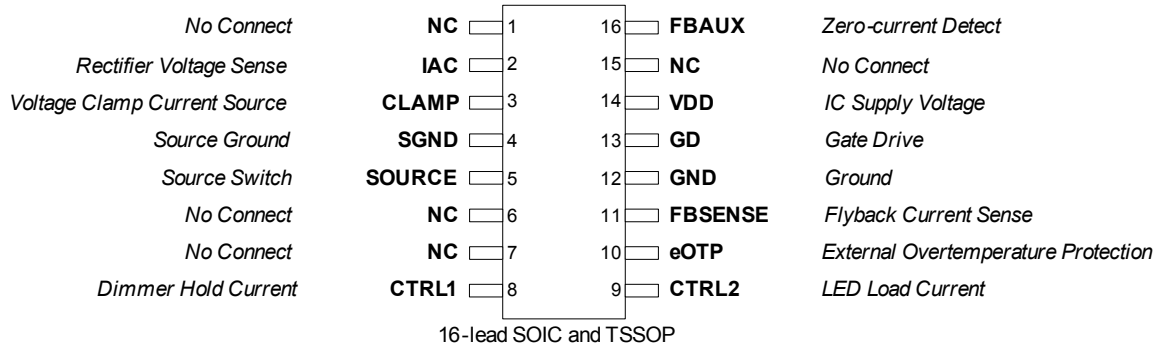 No Connect NC 1 16 FBAUX Zero-current Detect
Rectifier Voltage Sense IAC 2 15 NC No Connect
Voltage Clamp Current Source CLAMP 3 14 VDD IC Supply Voltage
Source Ground SGND 4 13 GD Gate Drive
Source Switch SOURCE 5 12 GND Ground
No Connect NC 6 11 FBSENSE Flyback Current Sense
No Connect NC 7 10 eOTP External Overtemperature Protection
Dimmer Hold Current CTRL1 8 9 CTRL2 LED Load Current
16-lead SOIC and TSSOP